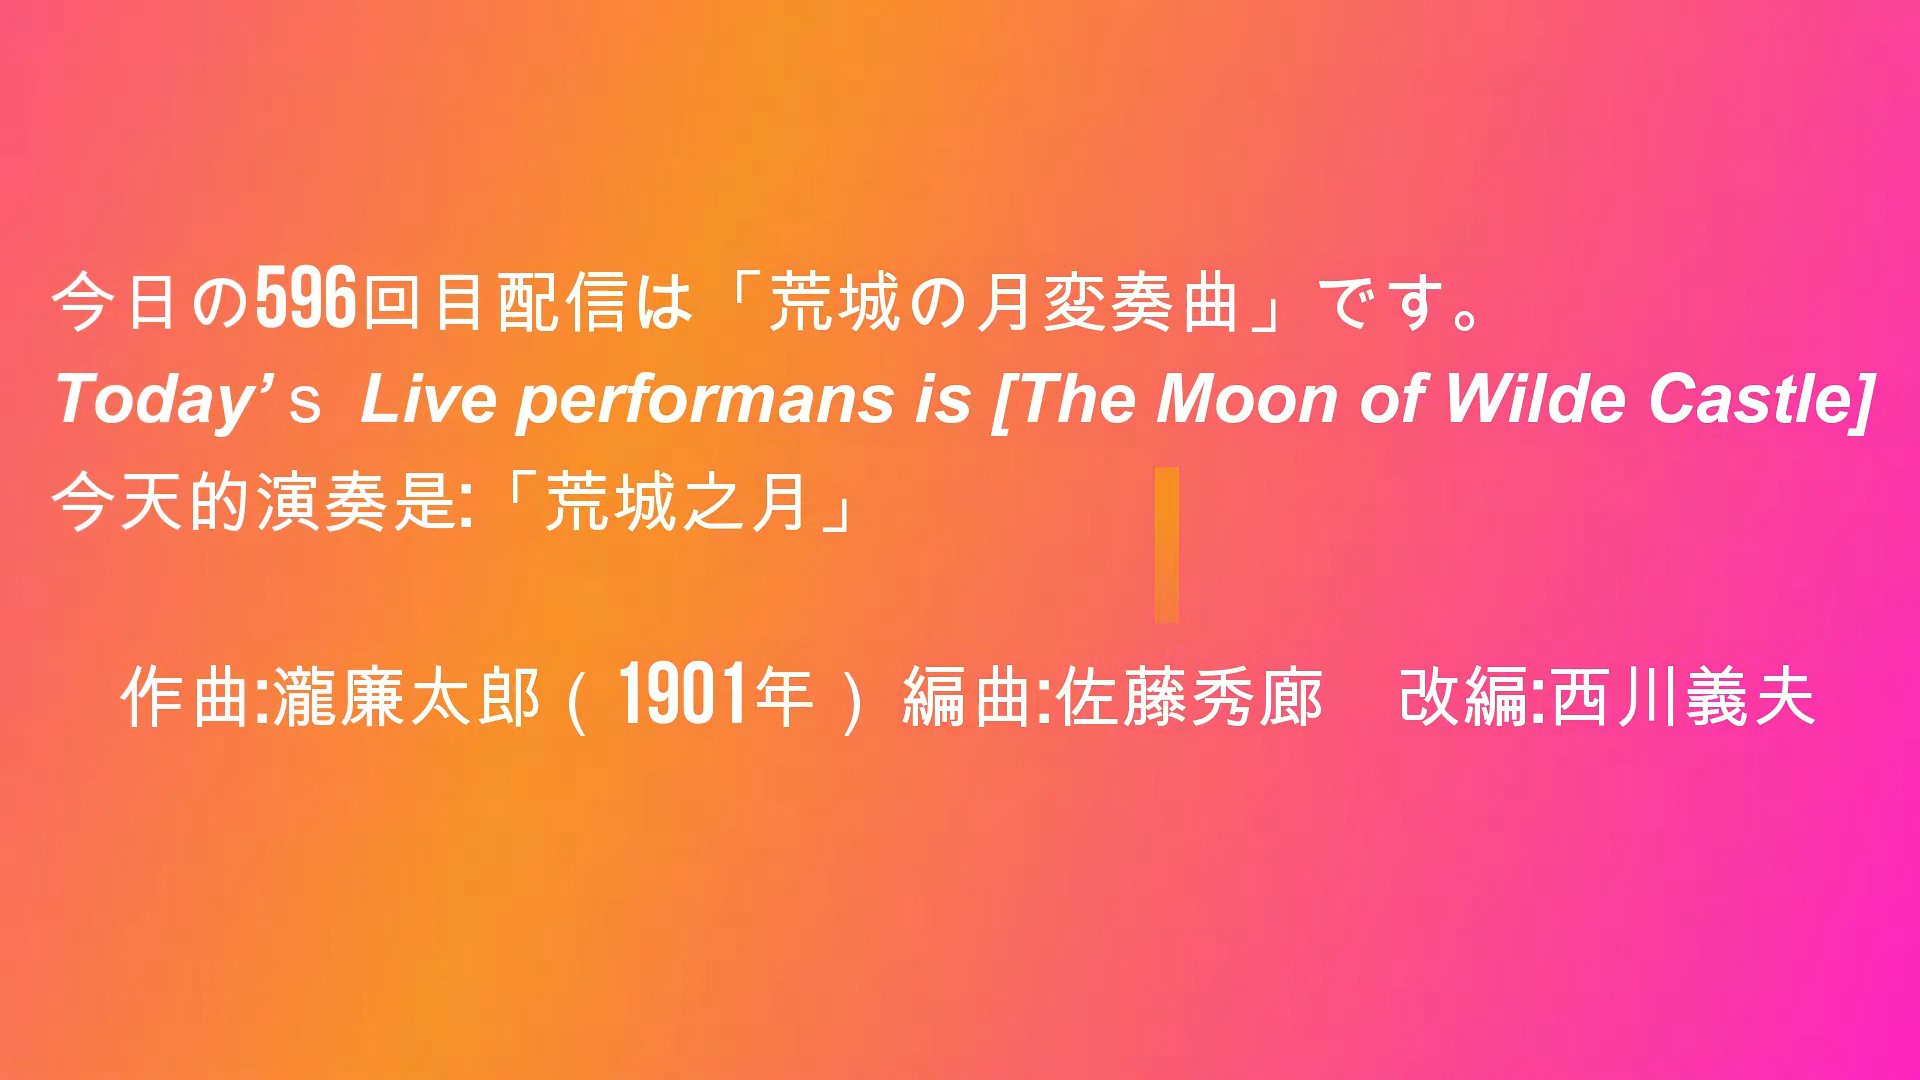 今日の596回目配信は「荒城の月変奏曲」です。
Today’s Live performans is [The Moon of Wilde Castle]
今天的演奏是:「荒城之月」
作曲:瀧廉太郎（1901年）編曲:佐藤秀廊　改編:西川義夫